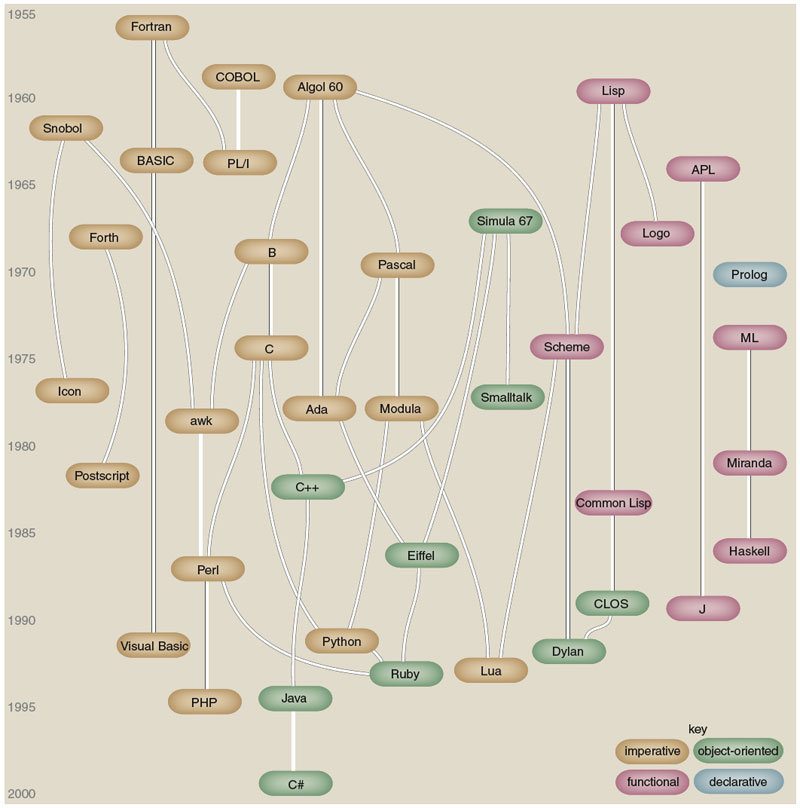 1955
Fortran
COBOL
Algol 60
Lisp
1960
Snobol
BASIC
PL/I
APL
1965
Simula 67
Logo
Forth
B
Pascal
1970
Prolog
ML
C
Scheme
1975
Icon
Smalltalk
Ada
Modula
awk
1980
Miranda
Postscript
C++
Common Lisp
1985
Eiffel
Haskell
Perl
CLOS
J
1990
Visual Basic
Python
Dylan
Ruby
Lua
PHP
Java
1995
key
imperative
object-oriented
functional
declarative
C#
2000